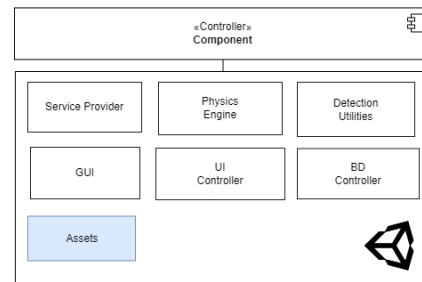 «Controller»
Component
Service Provider
Physics
Engine
Detection
Utilities
GUI
UI
Controller
BD
Controller
Assets